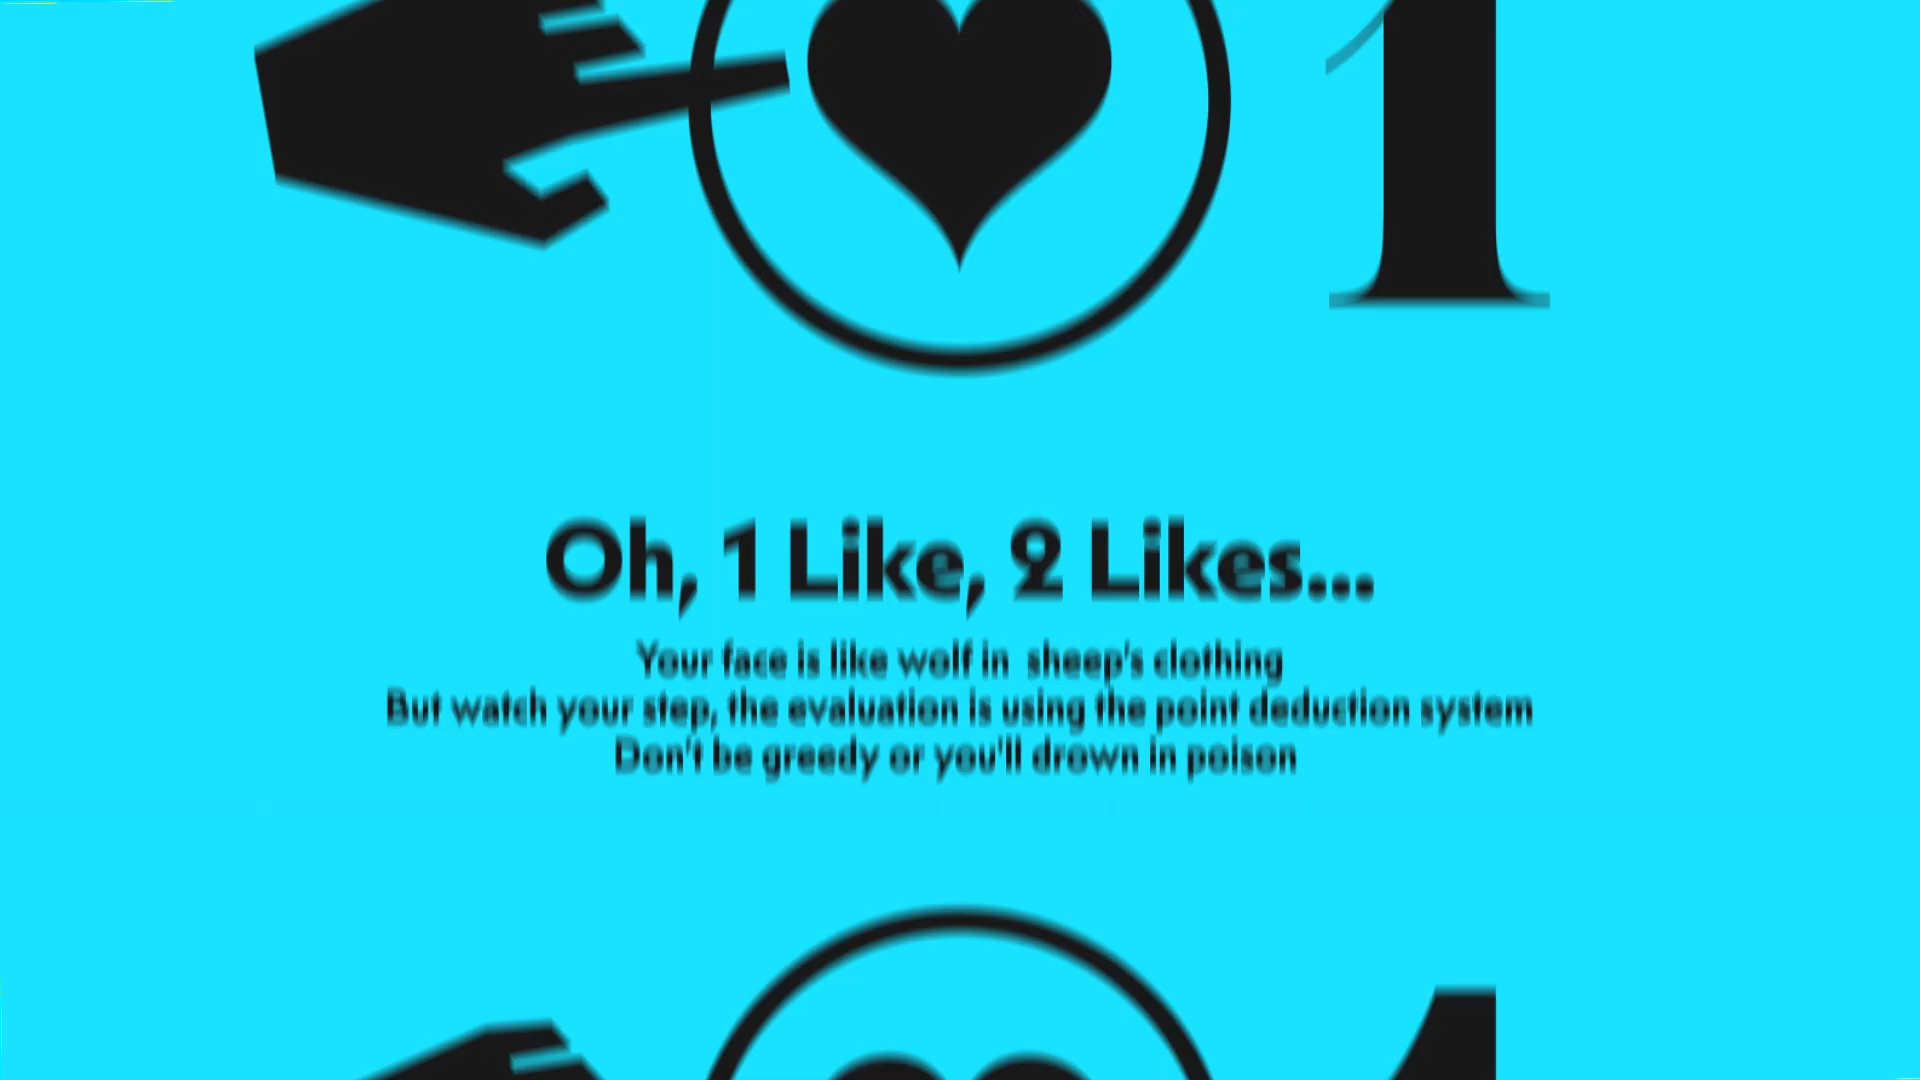 1
Oh, 1 Like, 2 Likes...
Your face is like wolf in sheep's clothing
But watch your step, the evaluation is using the point deduction system
Don't be greedy or you'll drown in poison